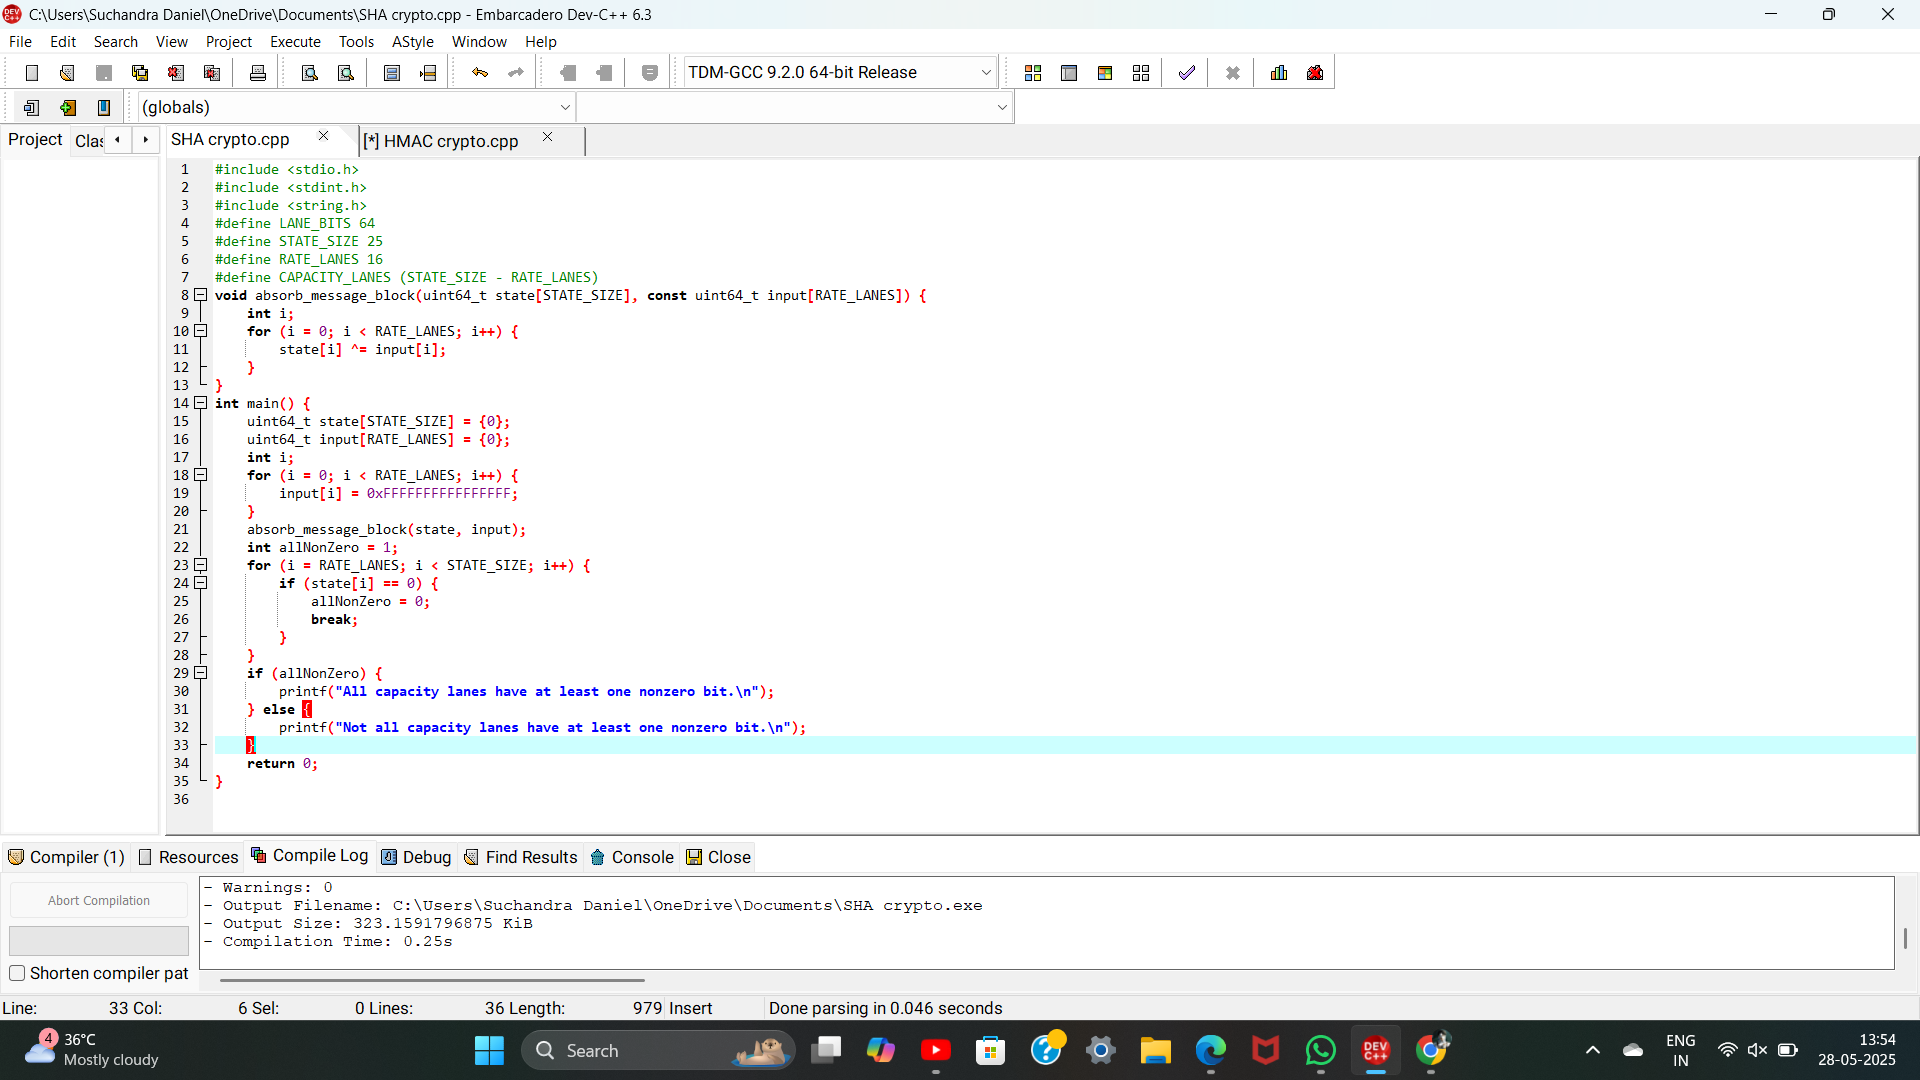 C:\Users\Suchandra Daniel\OneDrive\Documents\SHA crypto.cpp - Embarcadero Dev-C++ 6.3
File Edit Search View Project Execute Tools AStyle Window Help
TDM-GCC 9.2.0 64-bit Release
(globals)
Project Clas SHA crypto.cpp [*] HMAC crypto.cpp
1 #include <stdio.h>
2 #include <stdint.h>
3 #include <string.h>
4 #define LANE_BITS 64
5 #define STATE_SIZE 25
6 #define RATE_LANES 16
7 #define CAPACITY_LANES (STATE_SIZE - RATE_LANES)
8 void absorb_message_block(uint64_t state[STATE_SIZE], const uint64_t input[RATE_LANES]) {
9 int i;
10 for (i = 0; i < RATE_LANES; i++) {
11 state[i] ^= input[i];
12 }
13 }
14 int main() {
15 uint64_t state[STATE_SIZE] = {0};
16 uint64_t input[RATE_LANES] = {0};
17 int i;
18 for (i = 0; i < RATE_LANES; i++) {
19 input[i] = 0xFFFFFFFFFFFFFFFF;
20 }
21 absorb_message_block(state, input);
22 int allNonZero = 1;
23 for (i = RATE_LANES; i < STATE_SIZE; i++) {
24 if (state[i] == 0) {
25 allNonZero = 0;
26 break;
27 }
28 }
29 if (allNonZero) {
30 printf("All capacity lanes have at least one nonzero bit.\n");
31 } else {
32 printf("Not all capacity lanes have at least one nonzero bit.\n");
33 }
34 return 0;
35 }
36
Compiler (1) Resources Compile Log Debug Find Results Console Close
Abort Compilation
Shorten compiler pat
- Warnings: 0
- Output Filename: C:\Users\Suchandra Daniel\OneDrive\Documents\SHA crypto.exe
- Output Size: 323.1591796875 KiB
- Compilation Time: 0.25s
Line: 33 Col: 6 Sel: 0 Lines: 36 Length: 979 Insert Done parsing in 0.046 seconds
4 36°C
Mostly cloudy
Search
DEV C++
ENG
IN
13:54
28-05-2025